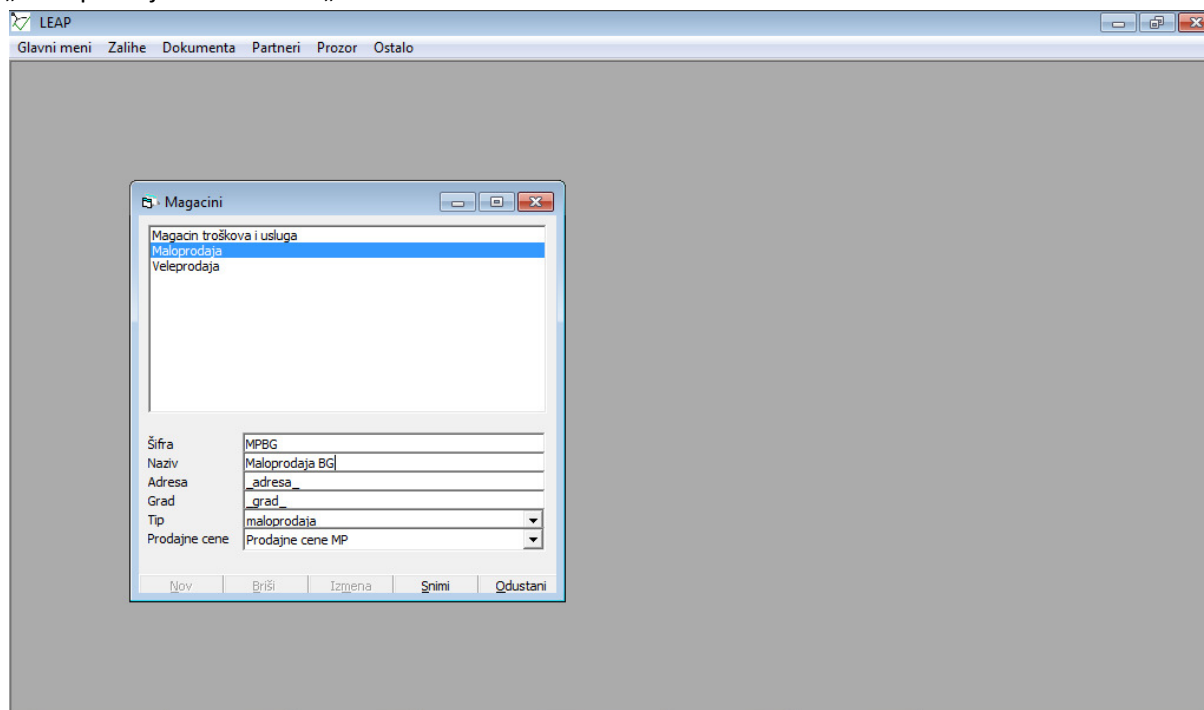 LEAP
Glavni meni Zalihe Dokumenta Partneri Prozor Ostalo
Magacini
Magacin troškova i usluga
Maloprodaja
Veleprodaja
Šifra MPBG
Naziv Maloprodaja BG
Adresa _adresa_
Grad _grad_
Tip maloprodaja
Prodajne cene Prodajne cene MP
Nov Briši Izmena Snimi Odustani